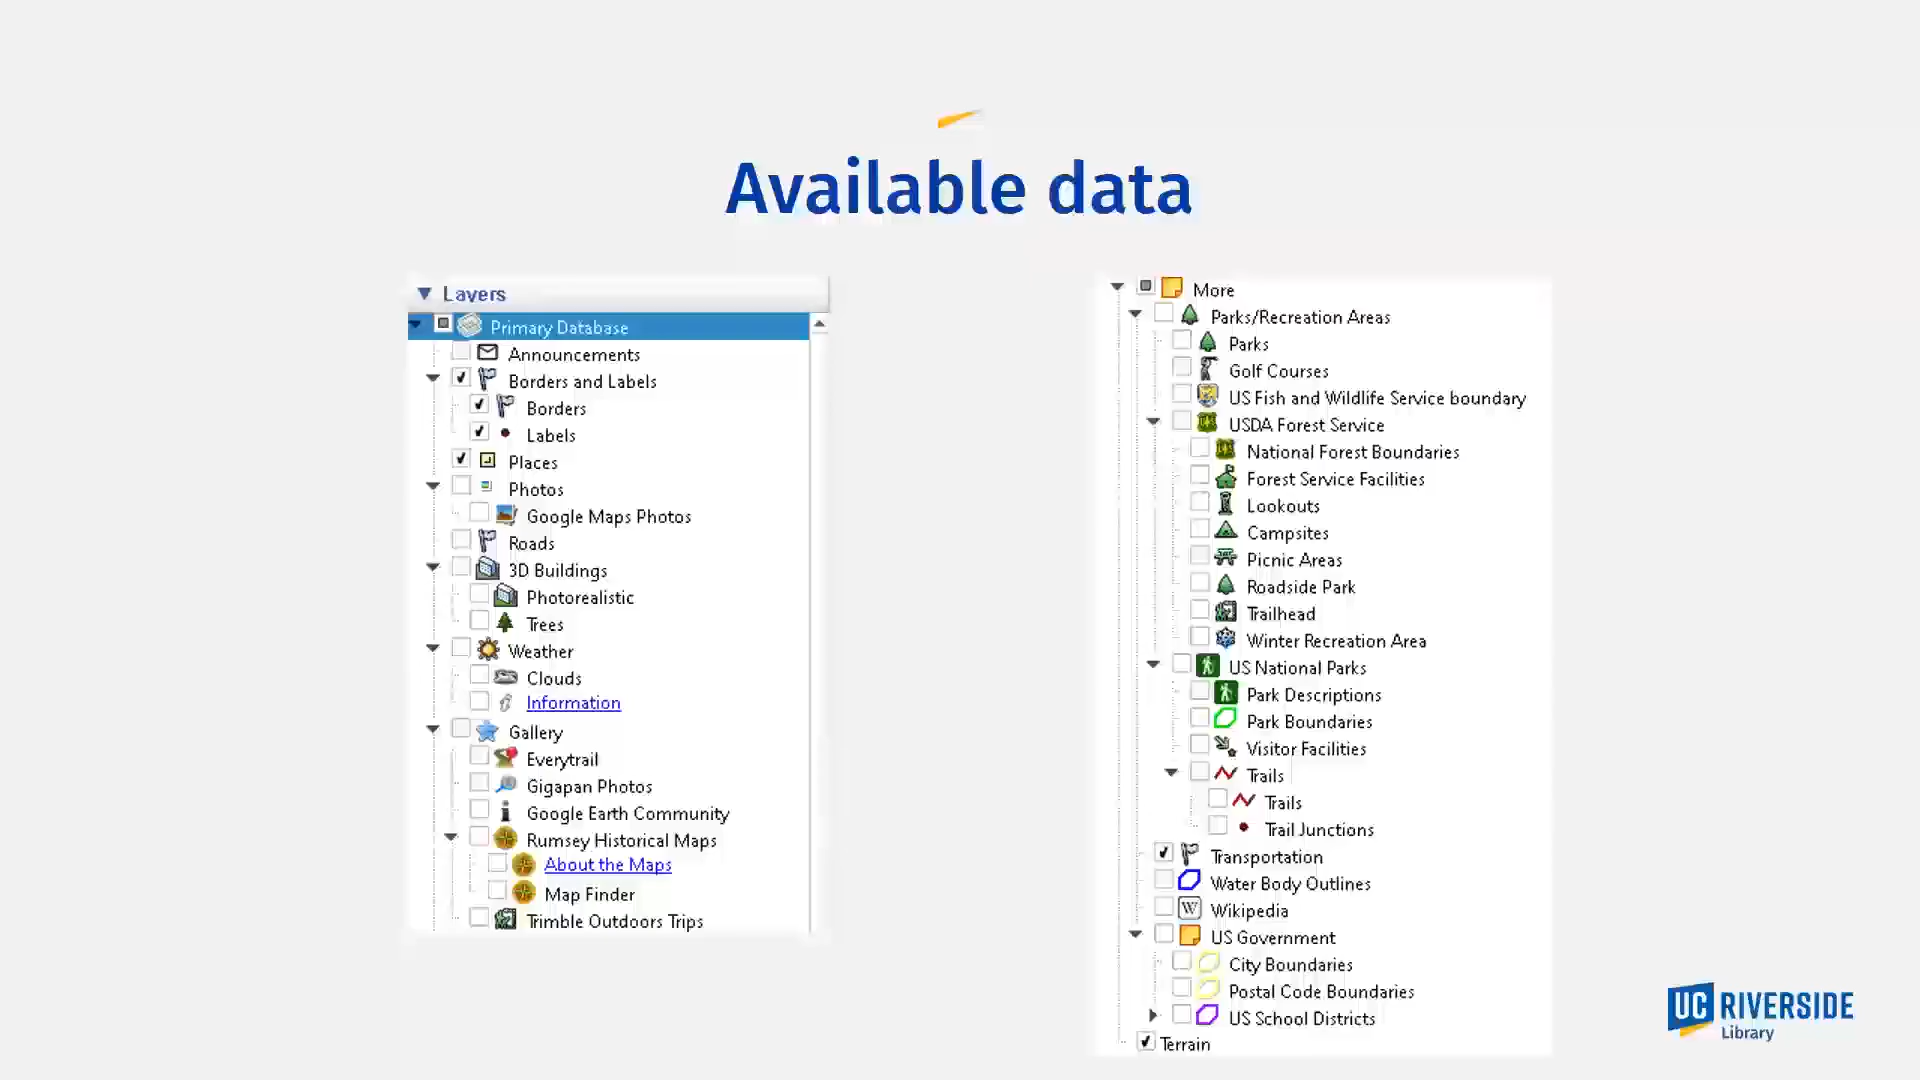 Available data
Layers
Primary Database
Announcements
Borders and Labels
Borders
Labels
Places
Photos
Google Maps Photos
Roads
3D Buildings
Photorealistic
Trees
Weather
Clouds
Information
Gallery
Everytrail
Gigapan Photos
Google Earth Community
Rumsey Historical Maps
About the Maps
Map Finder
Trimble Outdoors Trips
More
Parks/Recreation Areas
Parks
Golf Courses
US Fish and Wildlife Service boundary
USDA Forest Service
National Forest Boundaries
Forest Service Facilities
Lookouts
Campsites
Picnic Areas
Roadside Park
Trailhead
Winter Recreation Area
US National Parks
Park Descriptions
Park Boundaries
Visitor Facilities
Trails
Trails
Trail Junctions
Transportation
Water Body Outlines
Wikipedia
US Government
City Boundaries
Postal Code Boundaries
US School Districts
Terrain
UC RIVERSIDE
Library